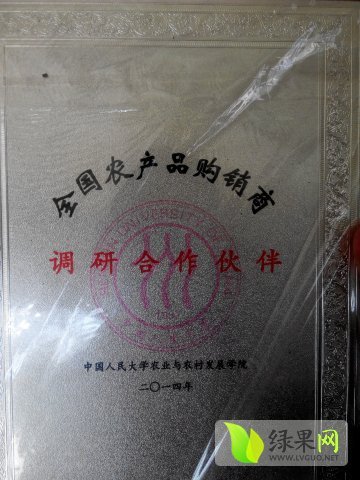 全国农产品购销商
调研合作伙伴
UNIVERSITY OF
中国人民大学农业与农村发展学院
二〇一四年
绿果网
WWW.LVGUO.NET